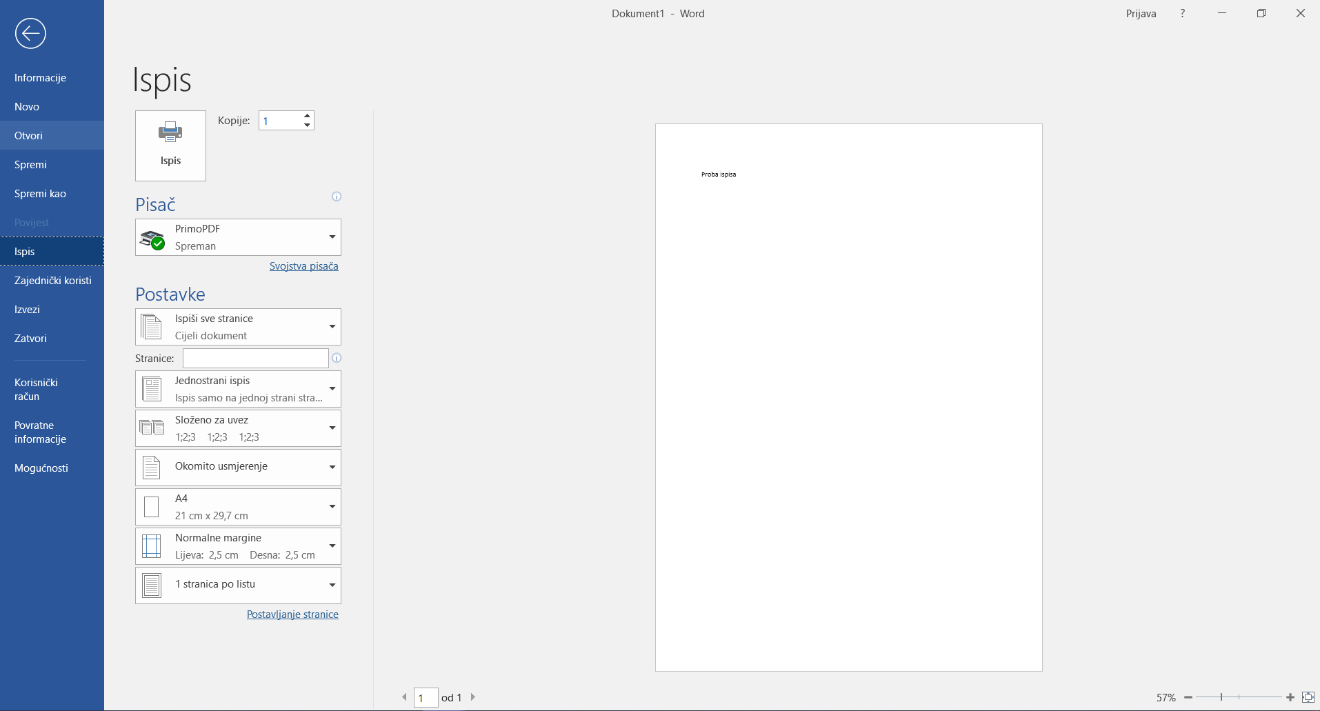 Dokument1 - Word
Prijava ?
Informacije
Novo
Otvori
Spremi
Spremi kao
Povijest
Ispis
Zajednički koristi
Izvezi
Zatvori
Korisnički
račun
Povratne
informacije
Mogućnosti
Ispis
Ispis
Kopije: 1
Pisač
PrimoPDF
Spreman
Svojstva pisača
Postavke
Ispiši sve stranice
Cijeli dokument
Stranice:
Jednostrani ispis
Ispis samo na jednoj strani stra...
Složeno za uvez
1;2;3 1;2;3 1;2;3
Okomito usmjerenje
A4
21 cm x 29,7 cm
Normalne margine
Lijeva: 2,5 cm Desna: 2,5 cm
1 stranica po listu
Postavljanje stranice
Proba ispisa
1 od 1
57%